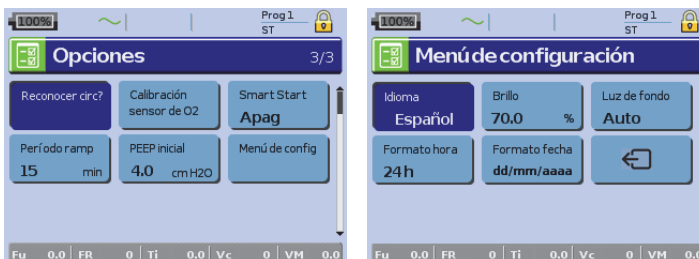 100%
Prog 1
ST
Opciones
3/3
Reconocer circ?
Calibración
sensor de O2
Smart Start
Apag
Período ramp
15 min
PEEP inicial
4.0 cm H2O
Menú de config
Fu 0.0 FR 0 Ti 0.0 Vc 0 VM 0.0
100%
Prog 1
ST
Menú de configuración
Idioma
Español
Brillo
70.0 %
Luz de fondo
Auto
Formato hora
24 h
Formato fecha
dd/mm/aaaa
Fu 0.0 FR 0 Ti 0.0 Vc 0 VM 0.0